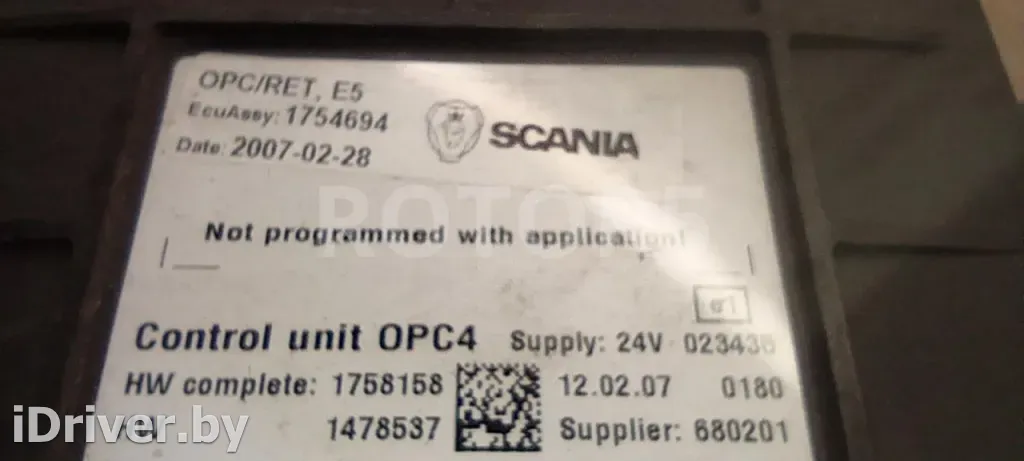 OPC/RET, E5
EcuAssy: 1754694
SCANIA
Date: 2007-02-28
ROTOR5
Not programmed with application!
Control unit OPC4 Supply: 24V 023438
HW complete: 1758158 12.02.07 0180
1478537 Supplier: 680201
iDriver.by